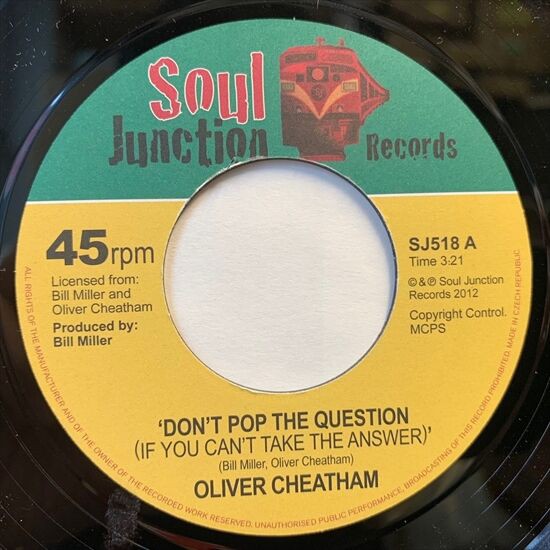 Soul
Junction
Records
45rpm
Licensed from:
Bill Miller and
Oliver Cheatham
Produced by:
Bill Miller
SJ518 A
Time 3:21
©&℗ Soul Junction
Records 2012
Copyright Control.
MCPS
'DON'T POP THE QUESTION
(IF YOU CAN'T TAKE THE ANSWER)'
(Bill Miller, Oliver Cheatham)
OLIVER CHEATHAM
ALL RIGHTS OF THE MANUFACTURER AND OF THE OWNER OF THE RECORDED WORK RESERVED. UNAUTHORISED PUBLIC PERFORMANCE, BROADCASTING OF THIS RECORD PROHIBITED. MADE IN CZECH REPUBLIC.